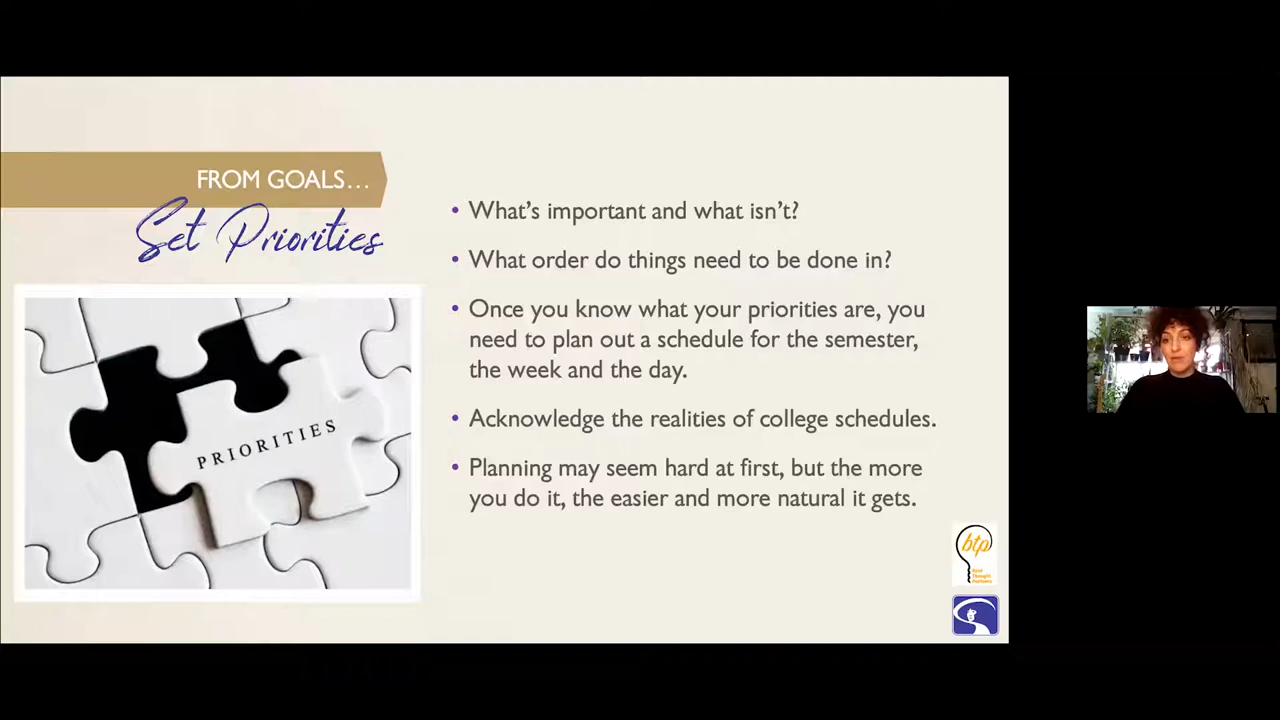 FROM GOALS…
Set Priorities
PRIORITIES
• What’s important and what isn’t?
• What order do things need to be done in?
• Once you know what your priorities are, you
need to plan out a schedule for the semester,
the week and the day.
• Acknowledge the realities of college schedules.
• Planning may seem hard at first, but the more
you do it, the easier and more natural it gets.
btp
Thought
Partners